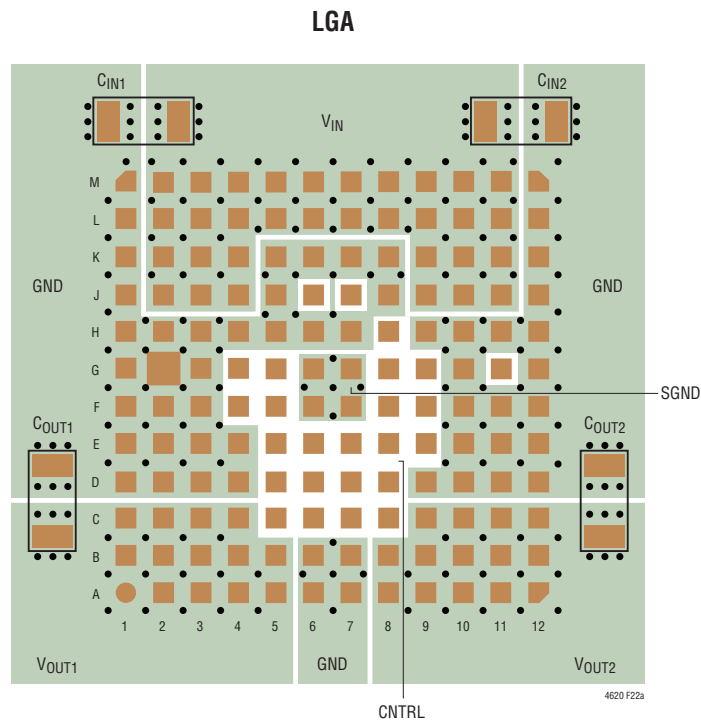 LGA
CIN1
CIN2
VIN
M
L
K
GND
J
GND
H
G
SGND
F
COUT1
COUT2
E
D
C
B
A
1 2 3 4 5 6 7 8 9 10 11 12
VOUT1
GND
VOUT2
4620 F22a
CNTRL